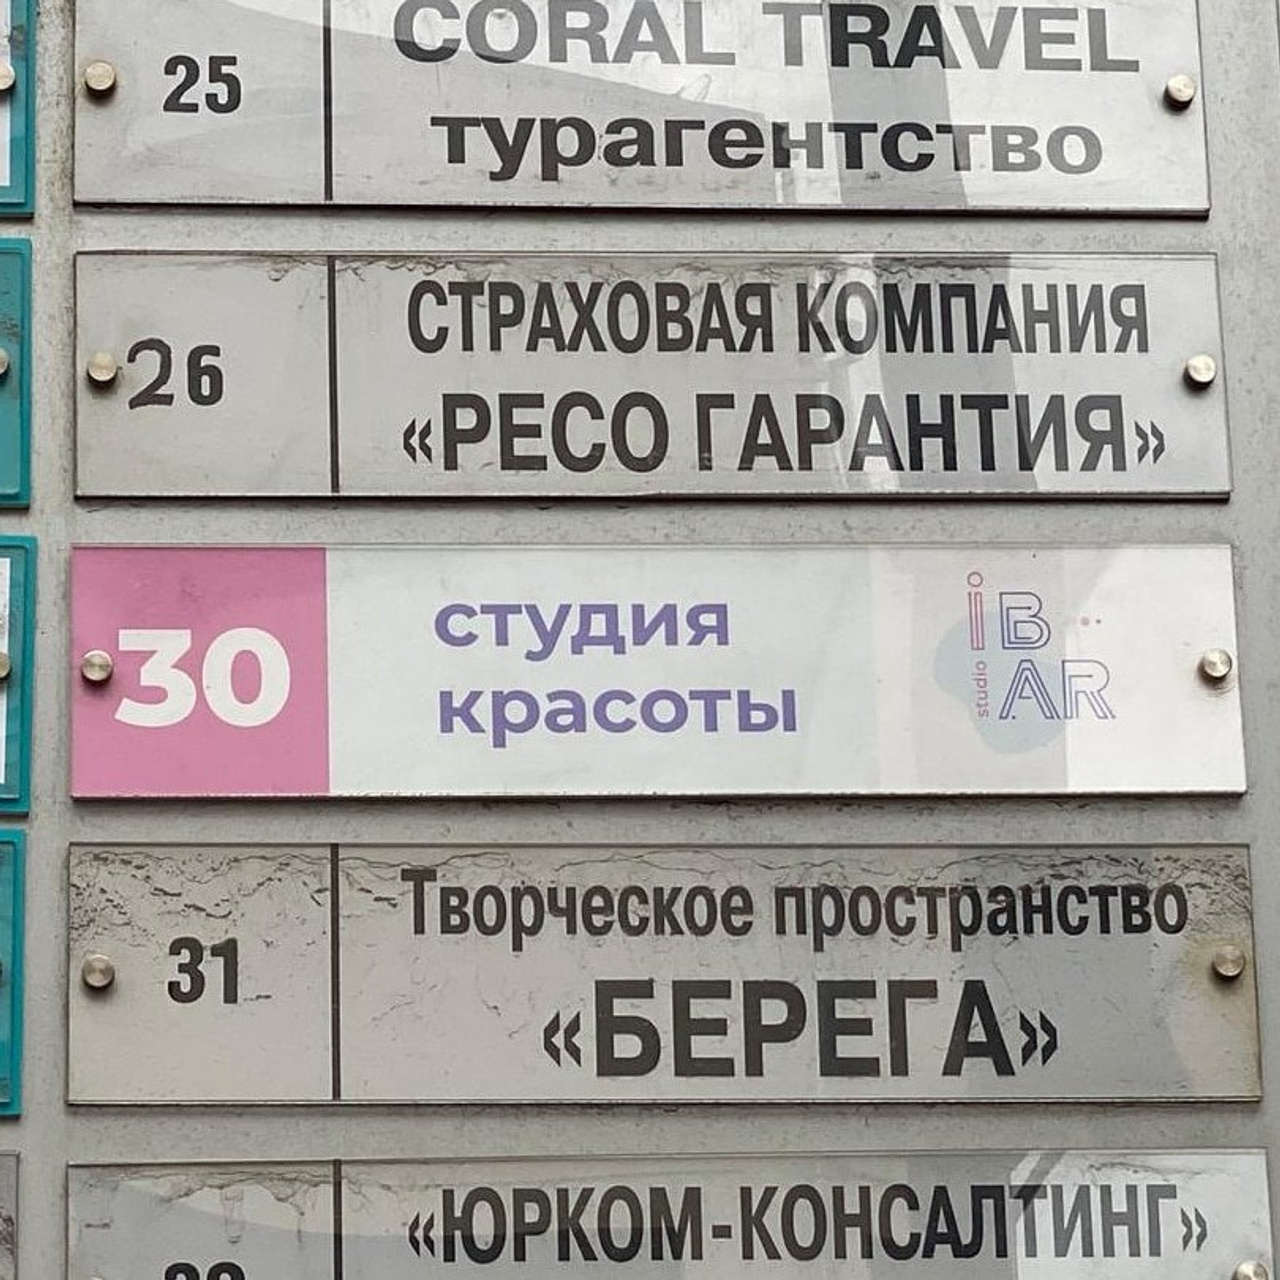 25
CORAL TRAVEL
турагентство
26
СТРАХОВАЯ КОМПАНИЯ
«РЕСО ГАРАНТИЯ»
30
студия
красоты
studio
i B
AR
31
Творческое пространство
«БЕРЕГА»
«ЮРКОМ-КОНСАЛТИНГ»